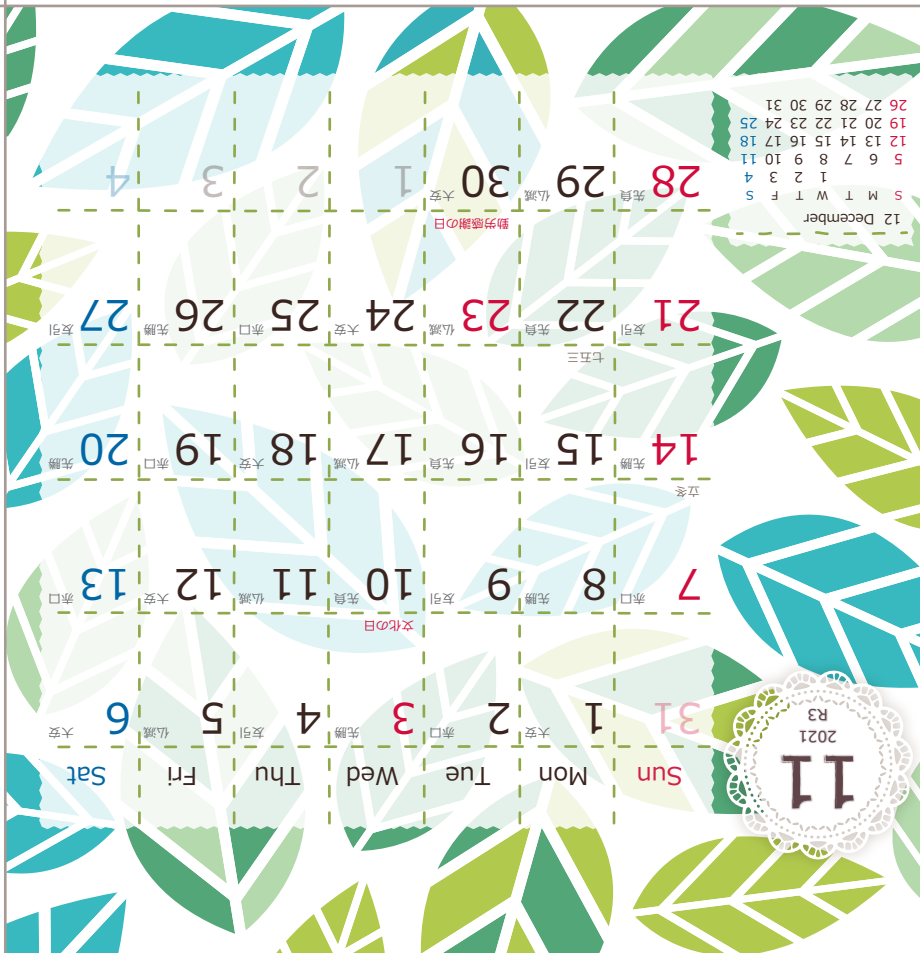 11
2021
R3
Sun Mon Tue Wed Thu Fri Sat
31 1 大安 2 赤口 3 先勝 4 友引 5 仏滅 6 大安
文化の日
7 赤口 8 先勝 9 友引 10 先負 11 仏滅 12 大安 13 赤口
立冬
14 先勝 15 友引 16 先負 17 仏滅 18 大安 19 赤口 20 先勝
七五三
21 友引 22 先負 23 仏滅 24 大安 25 赤口 26 先勝 27 友引
勤労感謝の日
28 先負 29 仏滅 30 大安 1 2 3 4
12 December
S M T W T F S
1 2 3 4
5 6 7 8 9 10 11
12 13 14 15 16 17 18
19 20 21 22 23 24 25
26 27 28 29 30 31